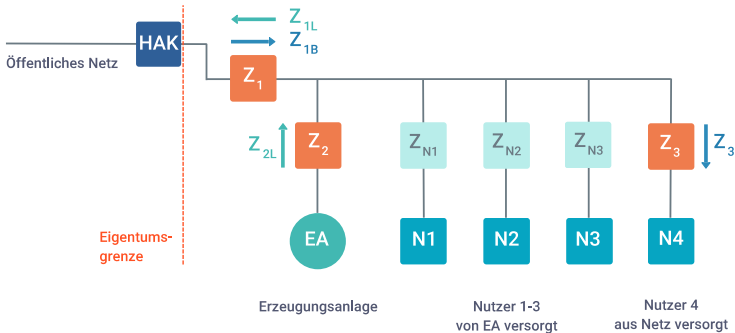 Z1L
Z1B
HAK
Öffentliches Netz
Z1
Z2L
Z2
ZN1
ZN2
ZN3
Z3
Z3
EA
N1
N2
N3
N4
Eigentums-
grenze
Erzeugungsanlage
Nutzer 1-3
von EA versorgt
Nutzer 4
aus Netz versorgt